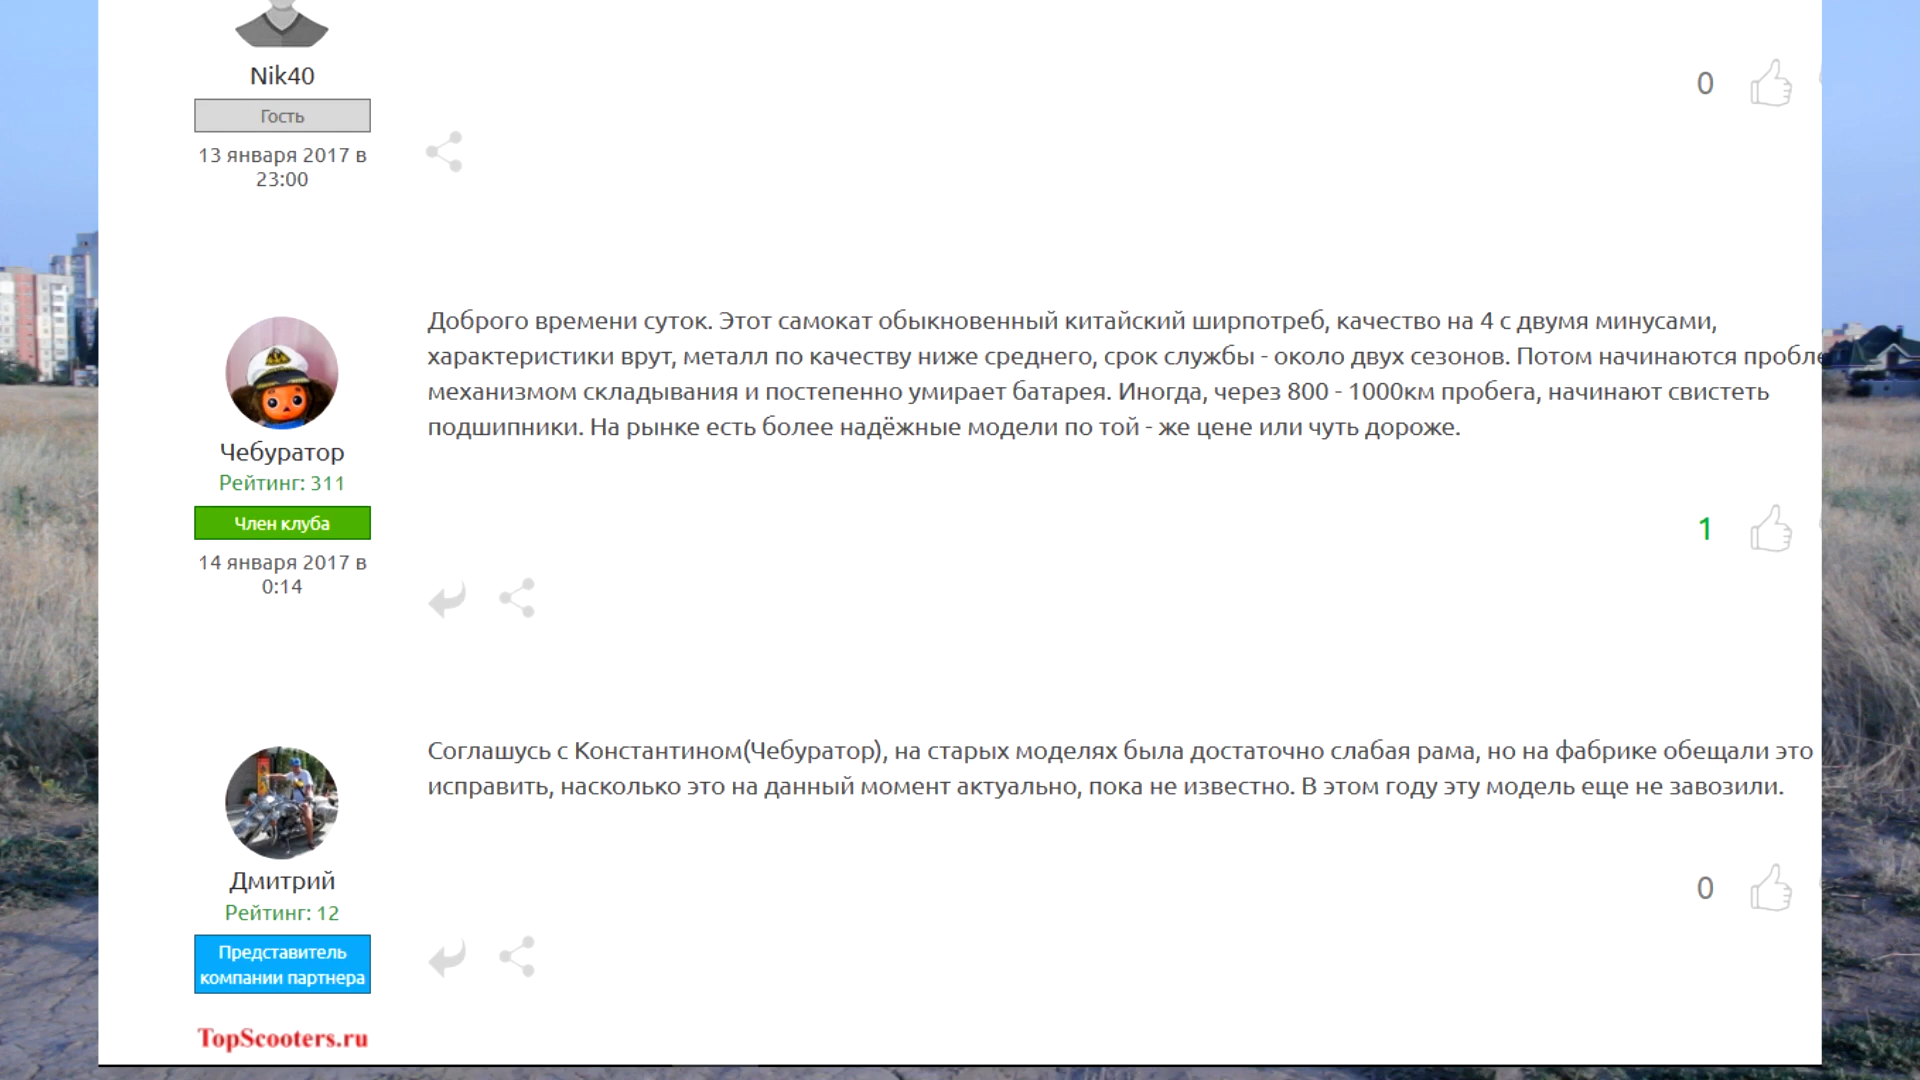 Nik40
Гость
13 января 2017 в
23:00
0
Доброго времени суток. Этот самокат обыкновенный китайский ширпотреб, качество на 4 с двумя минусами,
характеристики врут, металл по качеству ниже среднего, срок службы - около двух сезонов. Потом начинаются
механизмом складывания и постепенно умирает батарея. Иногда, через 800 - 1000км пробега, начинают свистеть
подшипники. На рынке есть более надёжные модели по той - же цене или чуть дороже.
Чебуратор
Рейтинг: 311
Член клуба
14 января 2017 в
0:14
1
Соглашусь с Константином(Чебуратор), на старых моделях была достаточно слабая рама, но на фабрике обещали это
исправить, насколько это на данный момент актуально, пока не известно. В этом году эту модель еще не завозили.
Дмитрий
Рейтинг: 12
Представитель
компании партнера
0
TopScooters.ru